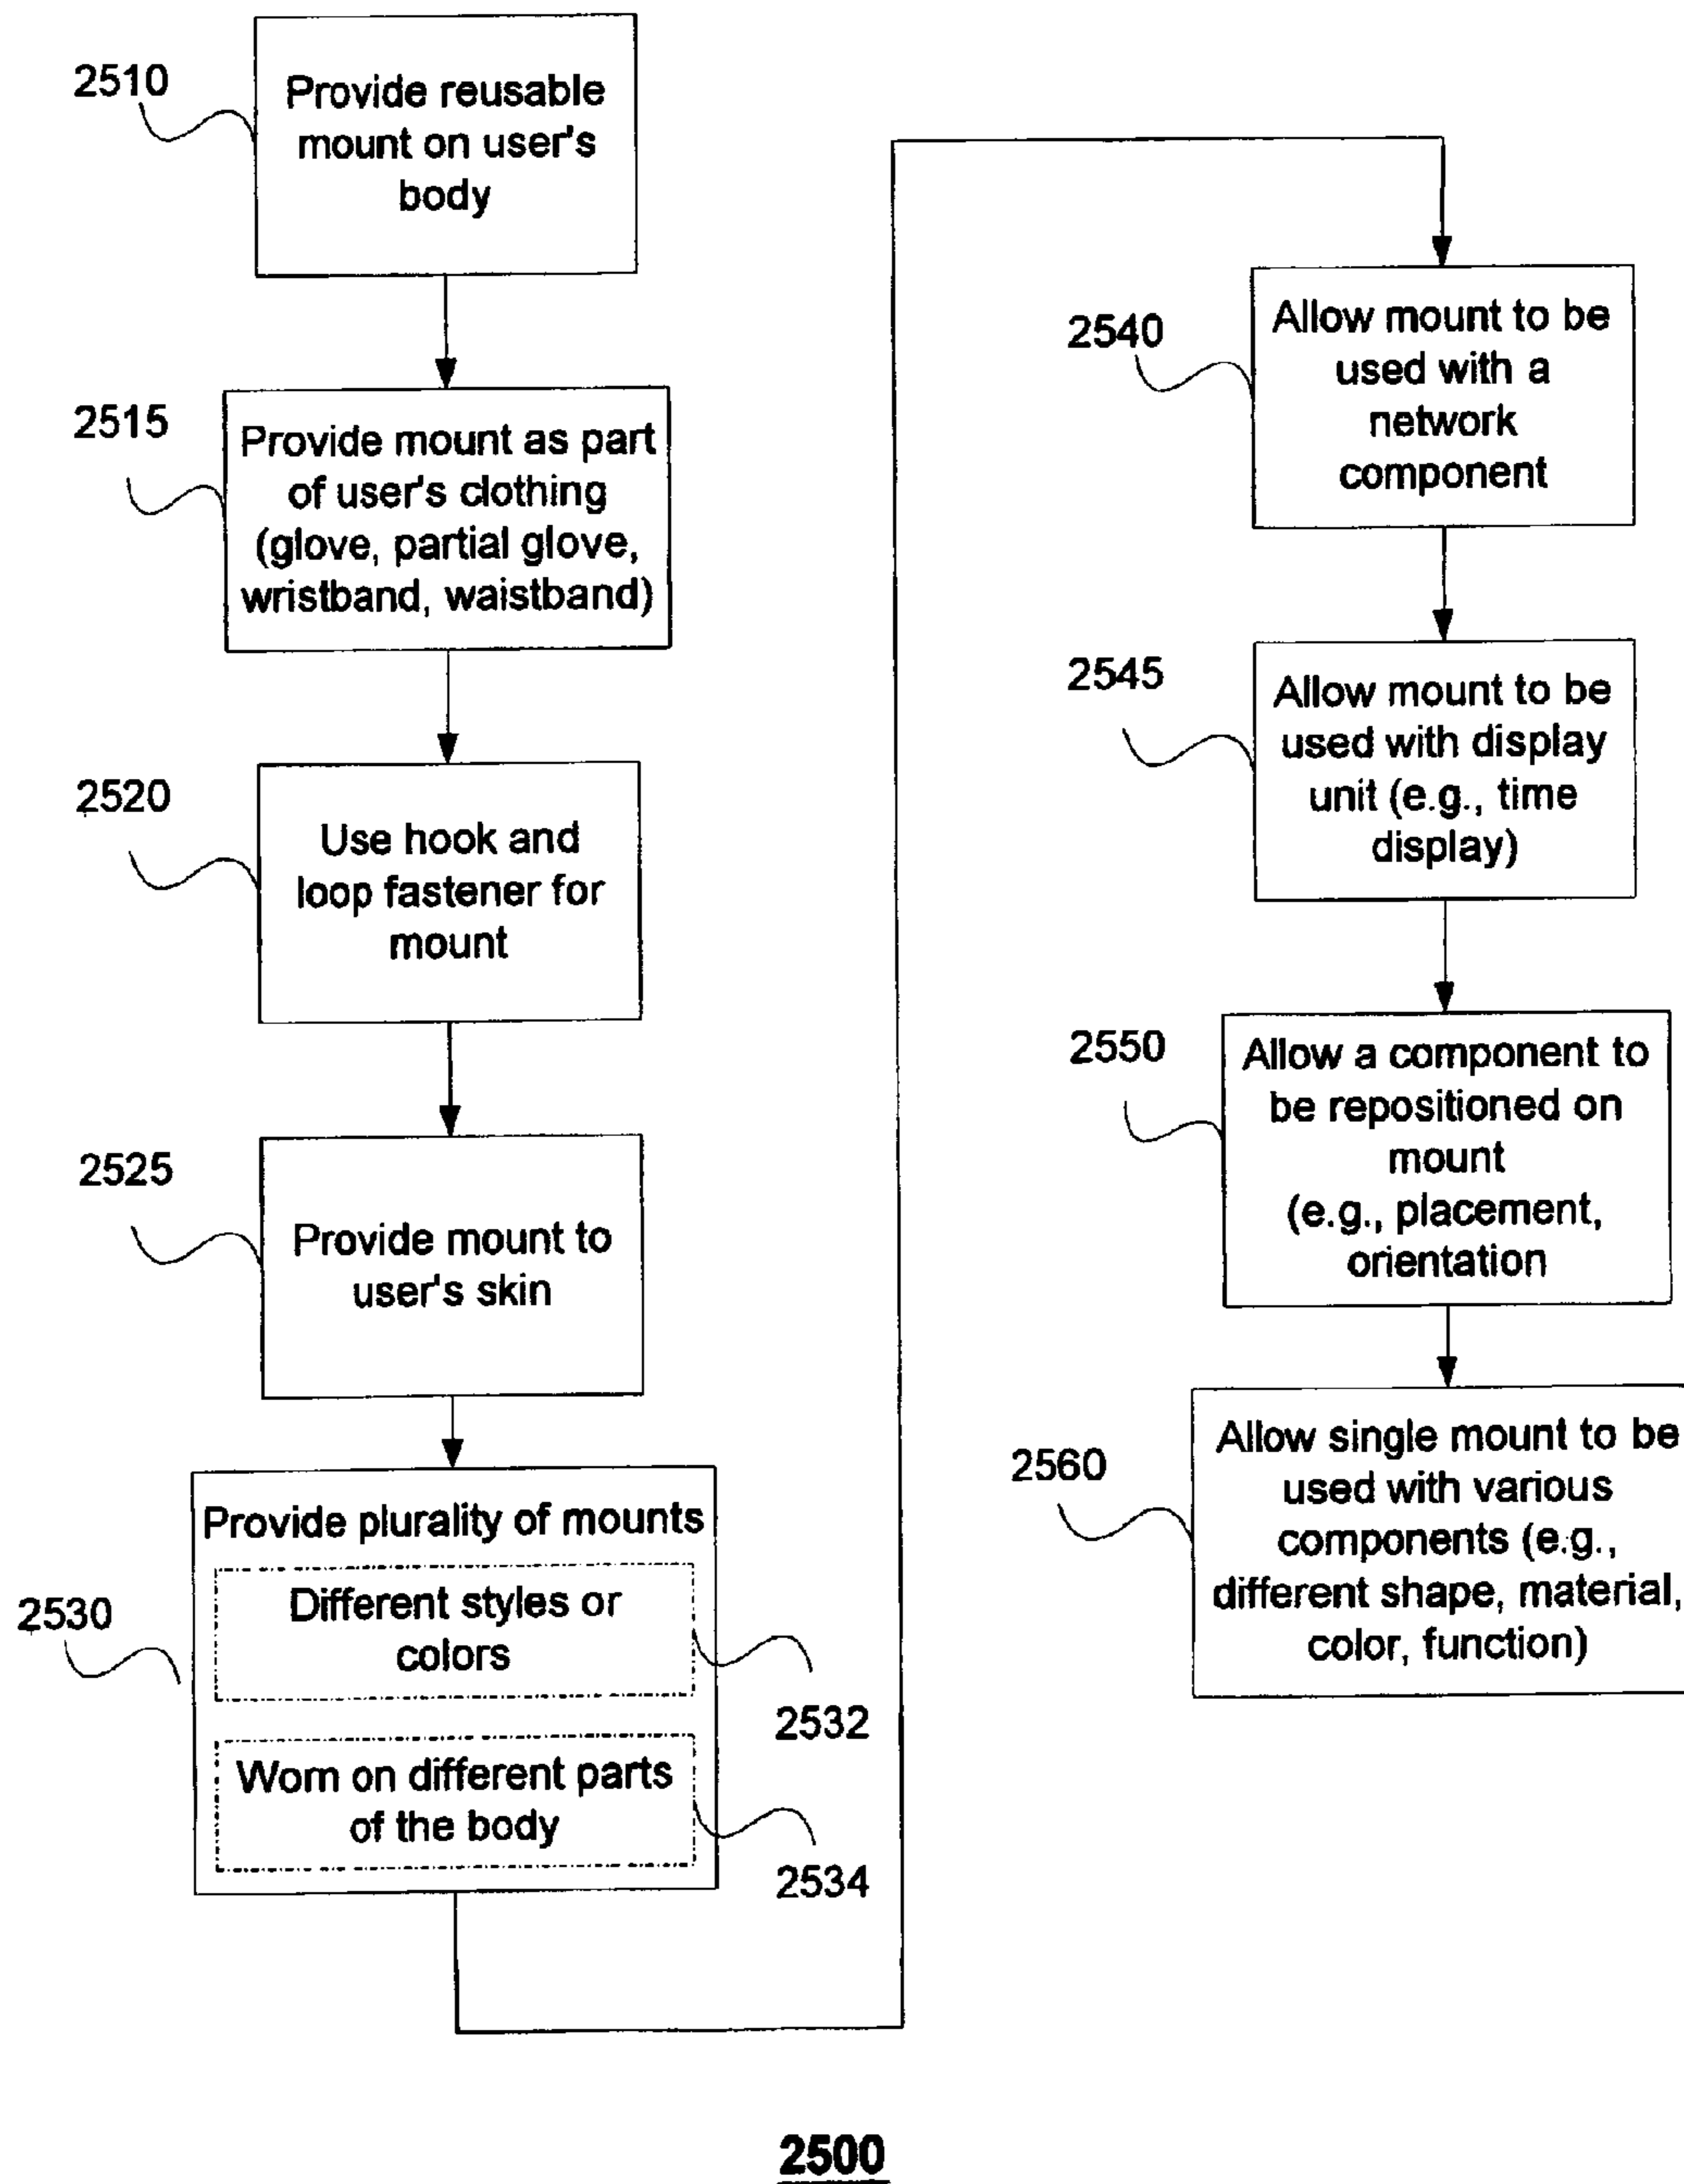 2510
Provide reusable
mount on user's
body
2515
Provide mount as part
of user's clothing
(glove, partial glove,
wristband, waistband)
2520
Use hook and
loop fastener for
mount
2525
Provide mount to
user's skin
2530
Provide plurality of mounts
Different styles or
colors
2532
Worn on different parts
of the body
2534
2540
Allow mount to be
used with a
network
component
2545
Allow mount to be
used with display
unit (e.g., time
display)
2550
Allow a component to
be repositioned on
mount
(e.g., placement,
orientation
2560
Allow single mount to be
used with various
components (e.g.,
different shape, material,
color, function)
2500